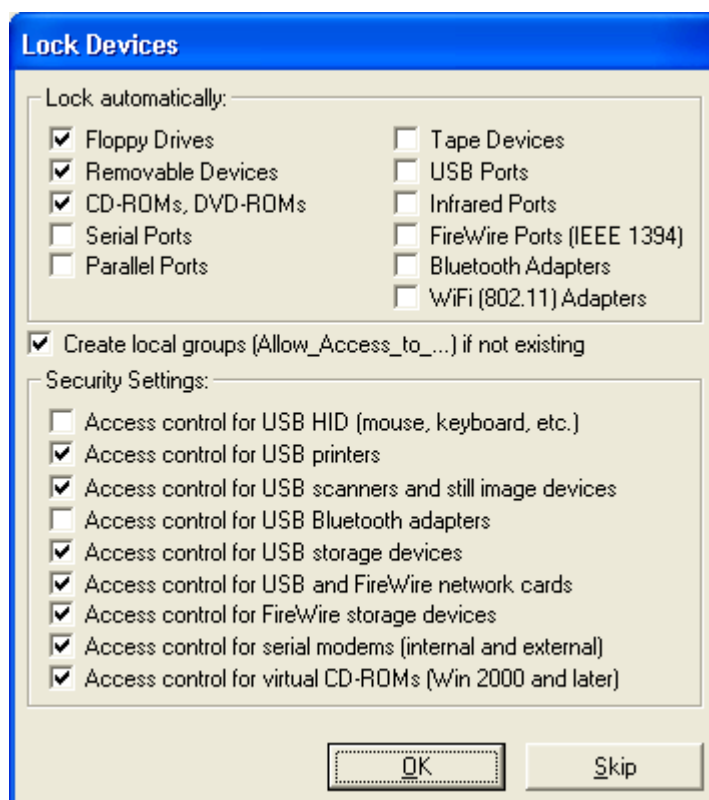 Lock Devices
Lock automatically:
Floppy Drives
Removable Devices
CD-ROMs, DVD-ROMs
Serial Ports
Parallel Ports
Tape Devices
USB Ports
Infrared Ports
FireWire Ports (IEEE 1394)
Bluetooth Adapters
WiFi (802.11) Adapters
Create local groups (Allow_Access_to_...) if not existing
Security Settings:
Access control for USB HID (mouse, keyboard, etc.)
Access control for USB printers
Access control for USB scanners and still image devices
Access control for USB Bluetooth adapters
Access control for USB storage devices
Access control for USB and FireWire network cards
Access control for FireWire storage devices
Access control for serial modems (internal and external)
Access control for virtual CD-ROMs (Win 2000 and later)
OK Skip